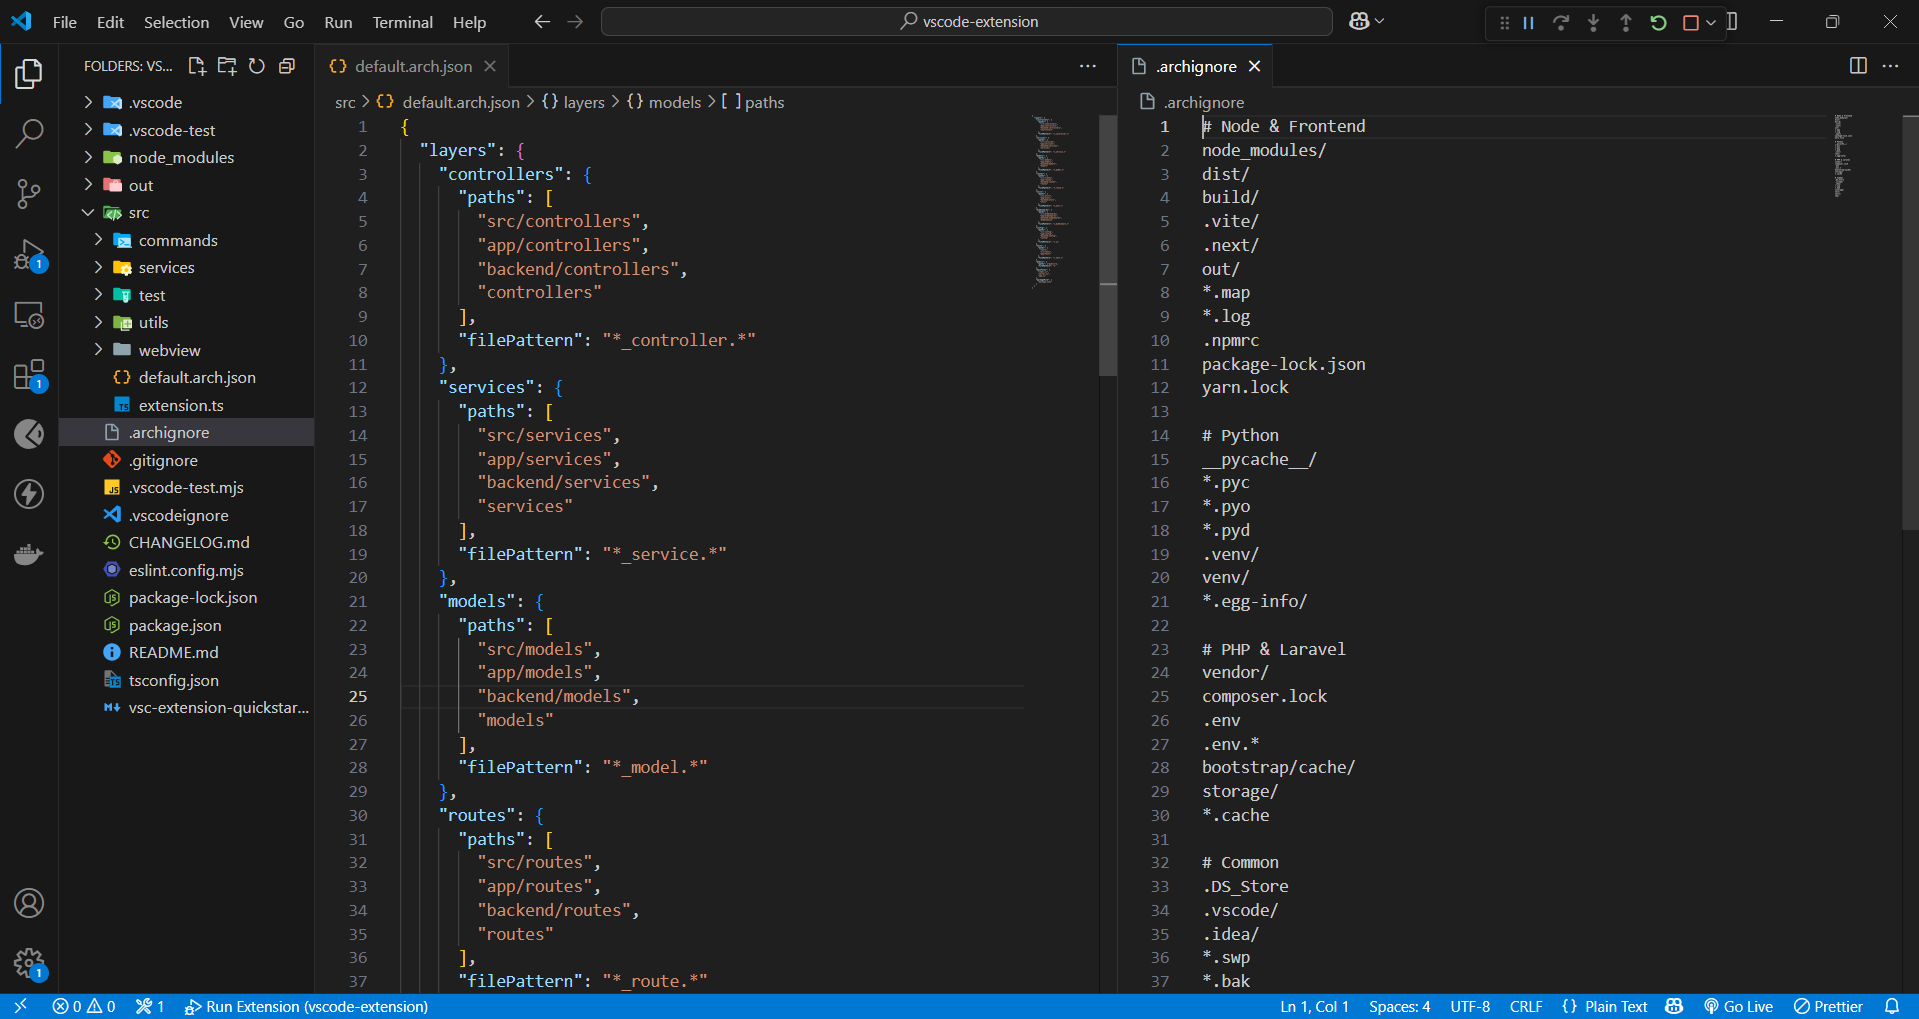 File Edit Selection View Go Run Terminal Help
vscode-extension
FOLDERS: VS...
.vscode
.vscode-test
node_modules
out
src
commands
services
test
utils
webview
default.arch.json
extension.ts
.archignore
.gitignore
.vscode-test.mjs
.vscodeignore
CHANGELOG.md
eslint.config.mjs
package-lock.json
package.json
README.md
tsconfig.json
vsc-extension-quickstar...
1
1
1
default.arch.json
src > {} default.arch.json > {} layers > {} models > [ ] paths
1 {
2 "layers": {
3 "controllers": {
4 "paths": [
5 "src/controllers",
6 "app/controllers",
7 "backend/controllers",
8 "controllers"
9 ],
10 "filePattern": "*_controller.*"
11 },
12 "services": {
13 "paths": [
14 "src/services",
15 "app/services",
16 "backend/services",
17 "services"
18 ],
19 "filePattern": "*_service.*"
20 },
21 "models": {
22 "paths": [
23 "src/models",
24 "app/models",
25 "backend/models",
26 "models"
27 ],
28 "filePattern": "*_model.*"
29 },
30 "routes": {
31 "paths": [
32 "src/routes",
33 "app/routes",
34 "backend/routes",
35 "routes"
36 ],
37 "filePattern": "*_route.*"
.archignore
.archignore
1 # Node & Frontend
2 node_modules/
3 dist/
4 build/
5 .vite/
6 .next/
7 out/
8 *.map
9 *.log
10 .npmrc
11 package-lock.json
12 yarn.lock
13
14 # Python
15 __pycache__/
16 *.pyc
17 *.pyo
18 *.pyd
19 .venv/
20 venv/
21 *.egg-info/
22
23 # PHP & Laravel
24 vendor/
25 composer.lock
26 .env
27 .env.*
28 bootstrap/cache/
29 storage/
30 *.cache
31
32 # Common
33 .DS_Store
34 .vscode/
35 .idea/
36 *.swp
37 *.bak
0 0 1 Run Extension (vscode-extension) Ln 1, Col 1 Spaces: 4 UTF-8 CRLF {} Plain Text Go Live Prettier